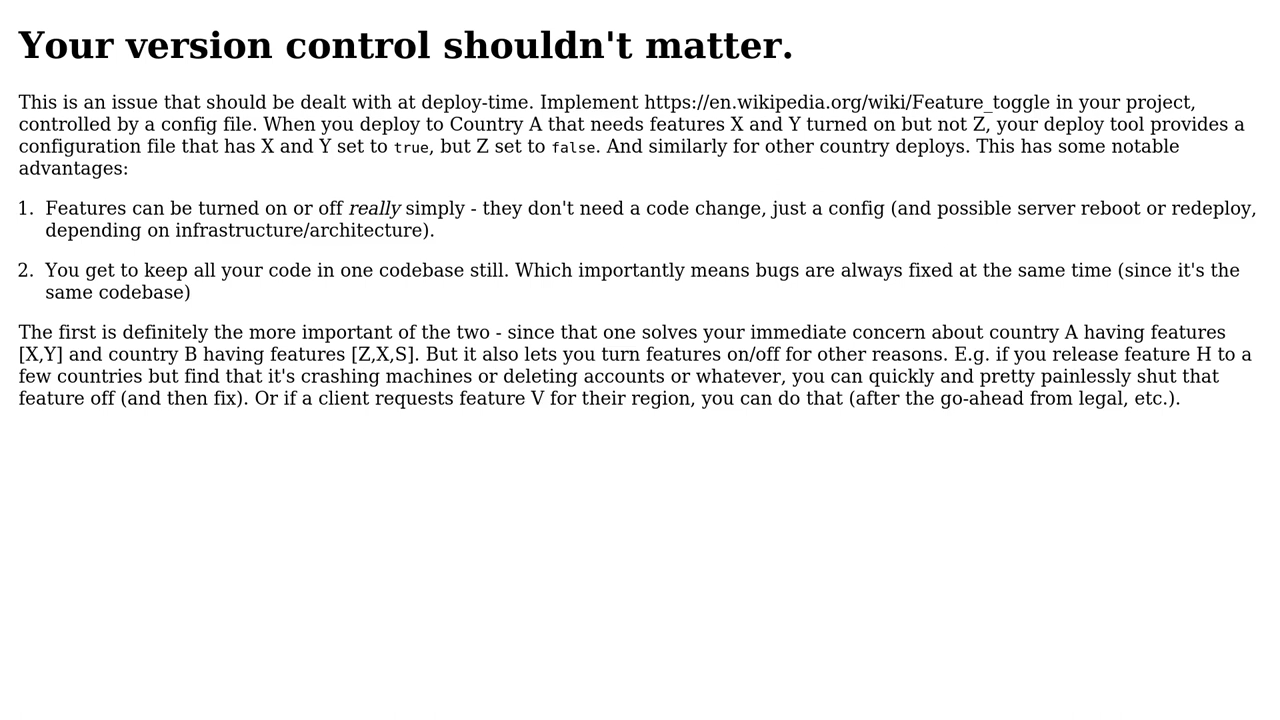 Your version control shouldn't matter.
This is an issue that should be dealt with at deploy-time. Implement https://en.wikipedia.org/wiki/Feature_toggle in your project,
controlled by a config file. When you deploy to Country A that needs features X and Y turned on but not Z, your deploy tool provides a
configuration file that has X and Y set to true, but Z set to false. And similarly for other country deploys. This has some notable
advantages:
1. Features can be turned on or off really simply - they don't need a code change, just a config (and possible server reboot or redeploy,
depending on infrastructure/architecture).
2. You get to keep all your code in one codebase still. Which importantly means bugs are always fixed at the same time (since it's the
same codebase)
The first is definitely the more important of the two - since that one solves your immediate concern about country A having features
[X,Y] and country B having features [Z,X,S]. But it also lets you turn features on/off for other reasons. E.g. if you release feature H to a
few countries but find that it's crashing machines or deleting accounts or whatever, you can quickly and pretty painlessly shut that
feature off (and then fix). Or if a client requests feature V for their region, you can do that (after the go-ahead from legal, etc.).